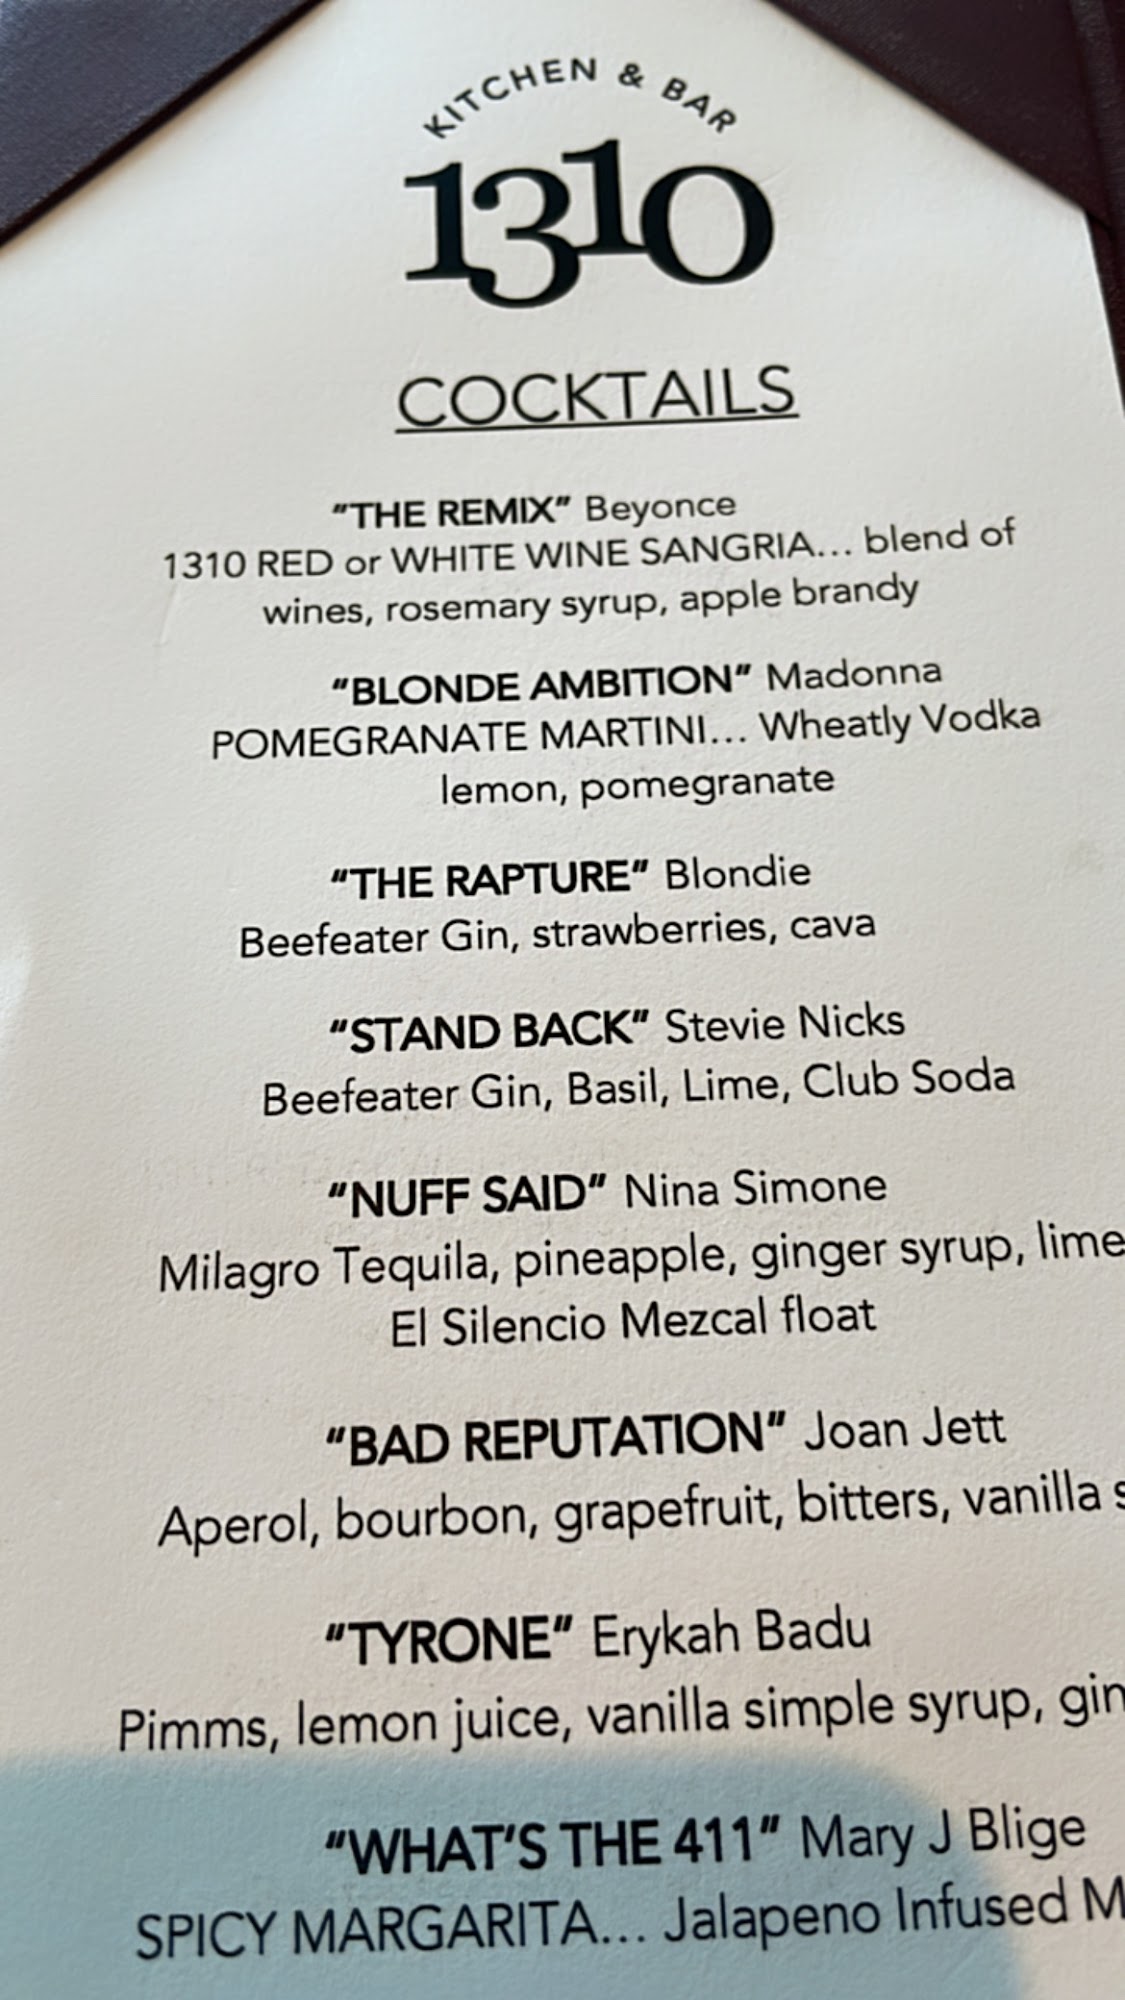 KITCHEN & BAR
1310
COCKTAILS
"THE REMIX" Beyonce
1310 RED or WHITE WINE SANGRIA... blend of
wines, rosemary syrup, apple brandy
"BLONDE AMBITION" Madonna
POMEGRANATE MARTINI... Wheatly Vodka
lemon, pomegranate
"THE RAPTURE" Blondie
Beefeater Gin, strawberries, cava
"STAND BACK" Stevie Nicks
Beefeater Gin, Basil, Lime, Club Soda
"NUFF SAID" Nina Simone
Milagro Tequila, pineapple, ginger syrup, lime
El Silencio Mezcal float
"BAD REPUTATION" Joan Jett
Aperol, bourbon, grapefruit, bitters, vanilla
"TYRONE" Erykah Badu
Pimms, lemon juice, vanilla simple syrup,
"WHAT'S THE 411" Mary J Blige
SPICY MARGARITA... Jalapeno Infused